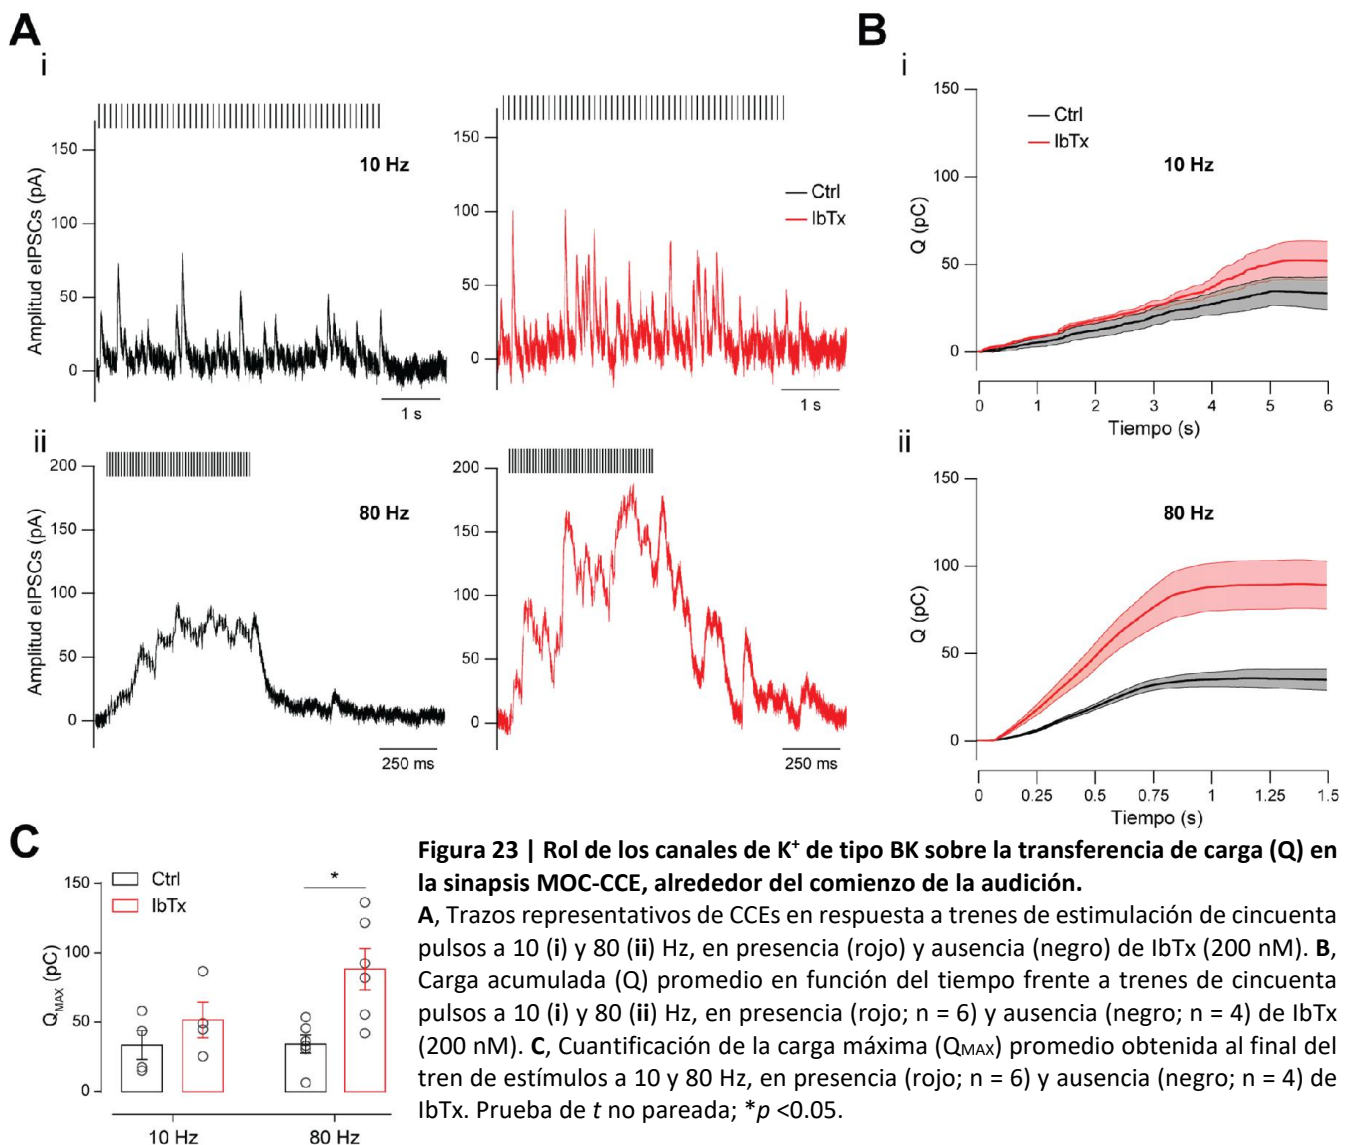 A
i
150
100
50
0
Amplitud eIPSCs (pA)
10 Hz
1 s
150
100
50
0
Ctrl
IbTx
1 s
ii
200
150
100
50
0
Amplitud eIPSCs (pA)
80 Hz
250 ms
200
150
100
50
0
250 ms
B
i
150
100
50
0
Q (pC)
Ctrl
IbTx
10 Hz
0 1 2 3 4 5 6
Tiempo (s)
ii
150
100
50
0
Q (pC)
80 Hz
0 0.25 0.5 0.75 1 1.25 1.5
Tiempo (s)
C
150
100
50
0
QMAX (pC)
Ctrl
IbTx
*
10 Hz 80 Hz
Figura 23 | Rol de los canales de K+ de tipo BK sobre la transferencia de carga (Q) en
la sinapsis MOC-CCE, alrededor del comienzo de la audición.
A, Trazos representativos de CCEs en respuesta a trenes de estimulación de cincuenta
pulsos a 10 (i) y 80 (ii) Hz, en presencia (rojo) y ausencia (negro) de IbTx (200 nM). B,
Carga acumulada (Q) promedio en función del tiempo frente a trenes de cincuenta
pulsos a 10 (i) y 80 (ii) Hz, en presencia (rojo; n = 6) y ausencia (negro; n = 4) de IbTx
(200 nM). C, Cuantificación de la carga máxima (QMAX) promedio obtenida al final del
tren de estímulos a 10 y 80 Hz, en presencia (rojo; n = 6) y ausencia (negro; n = 4) de
IbTx. Prueba de t no pareada; *p <0.05.